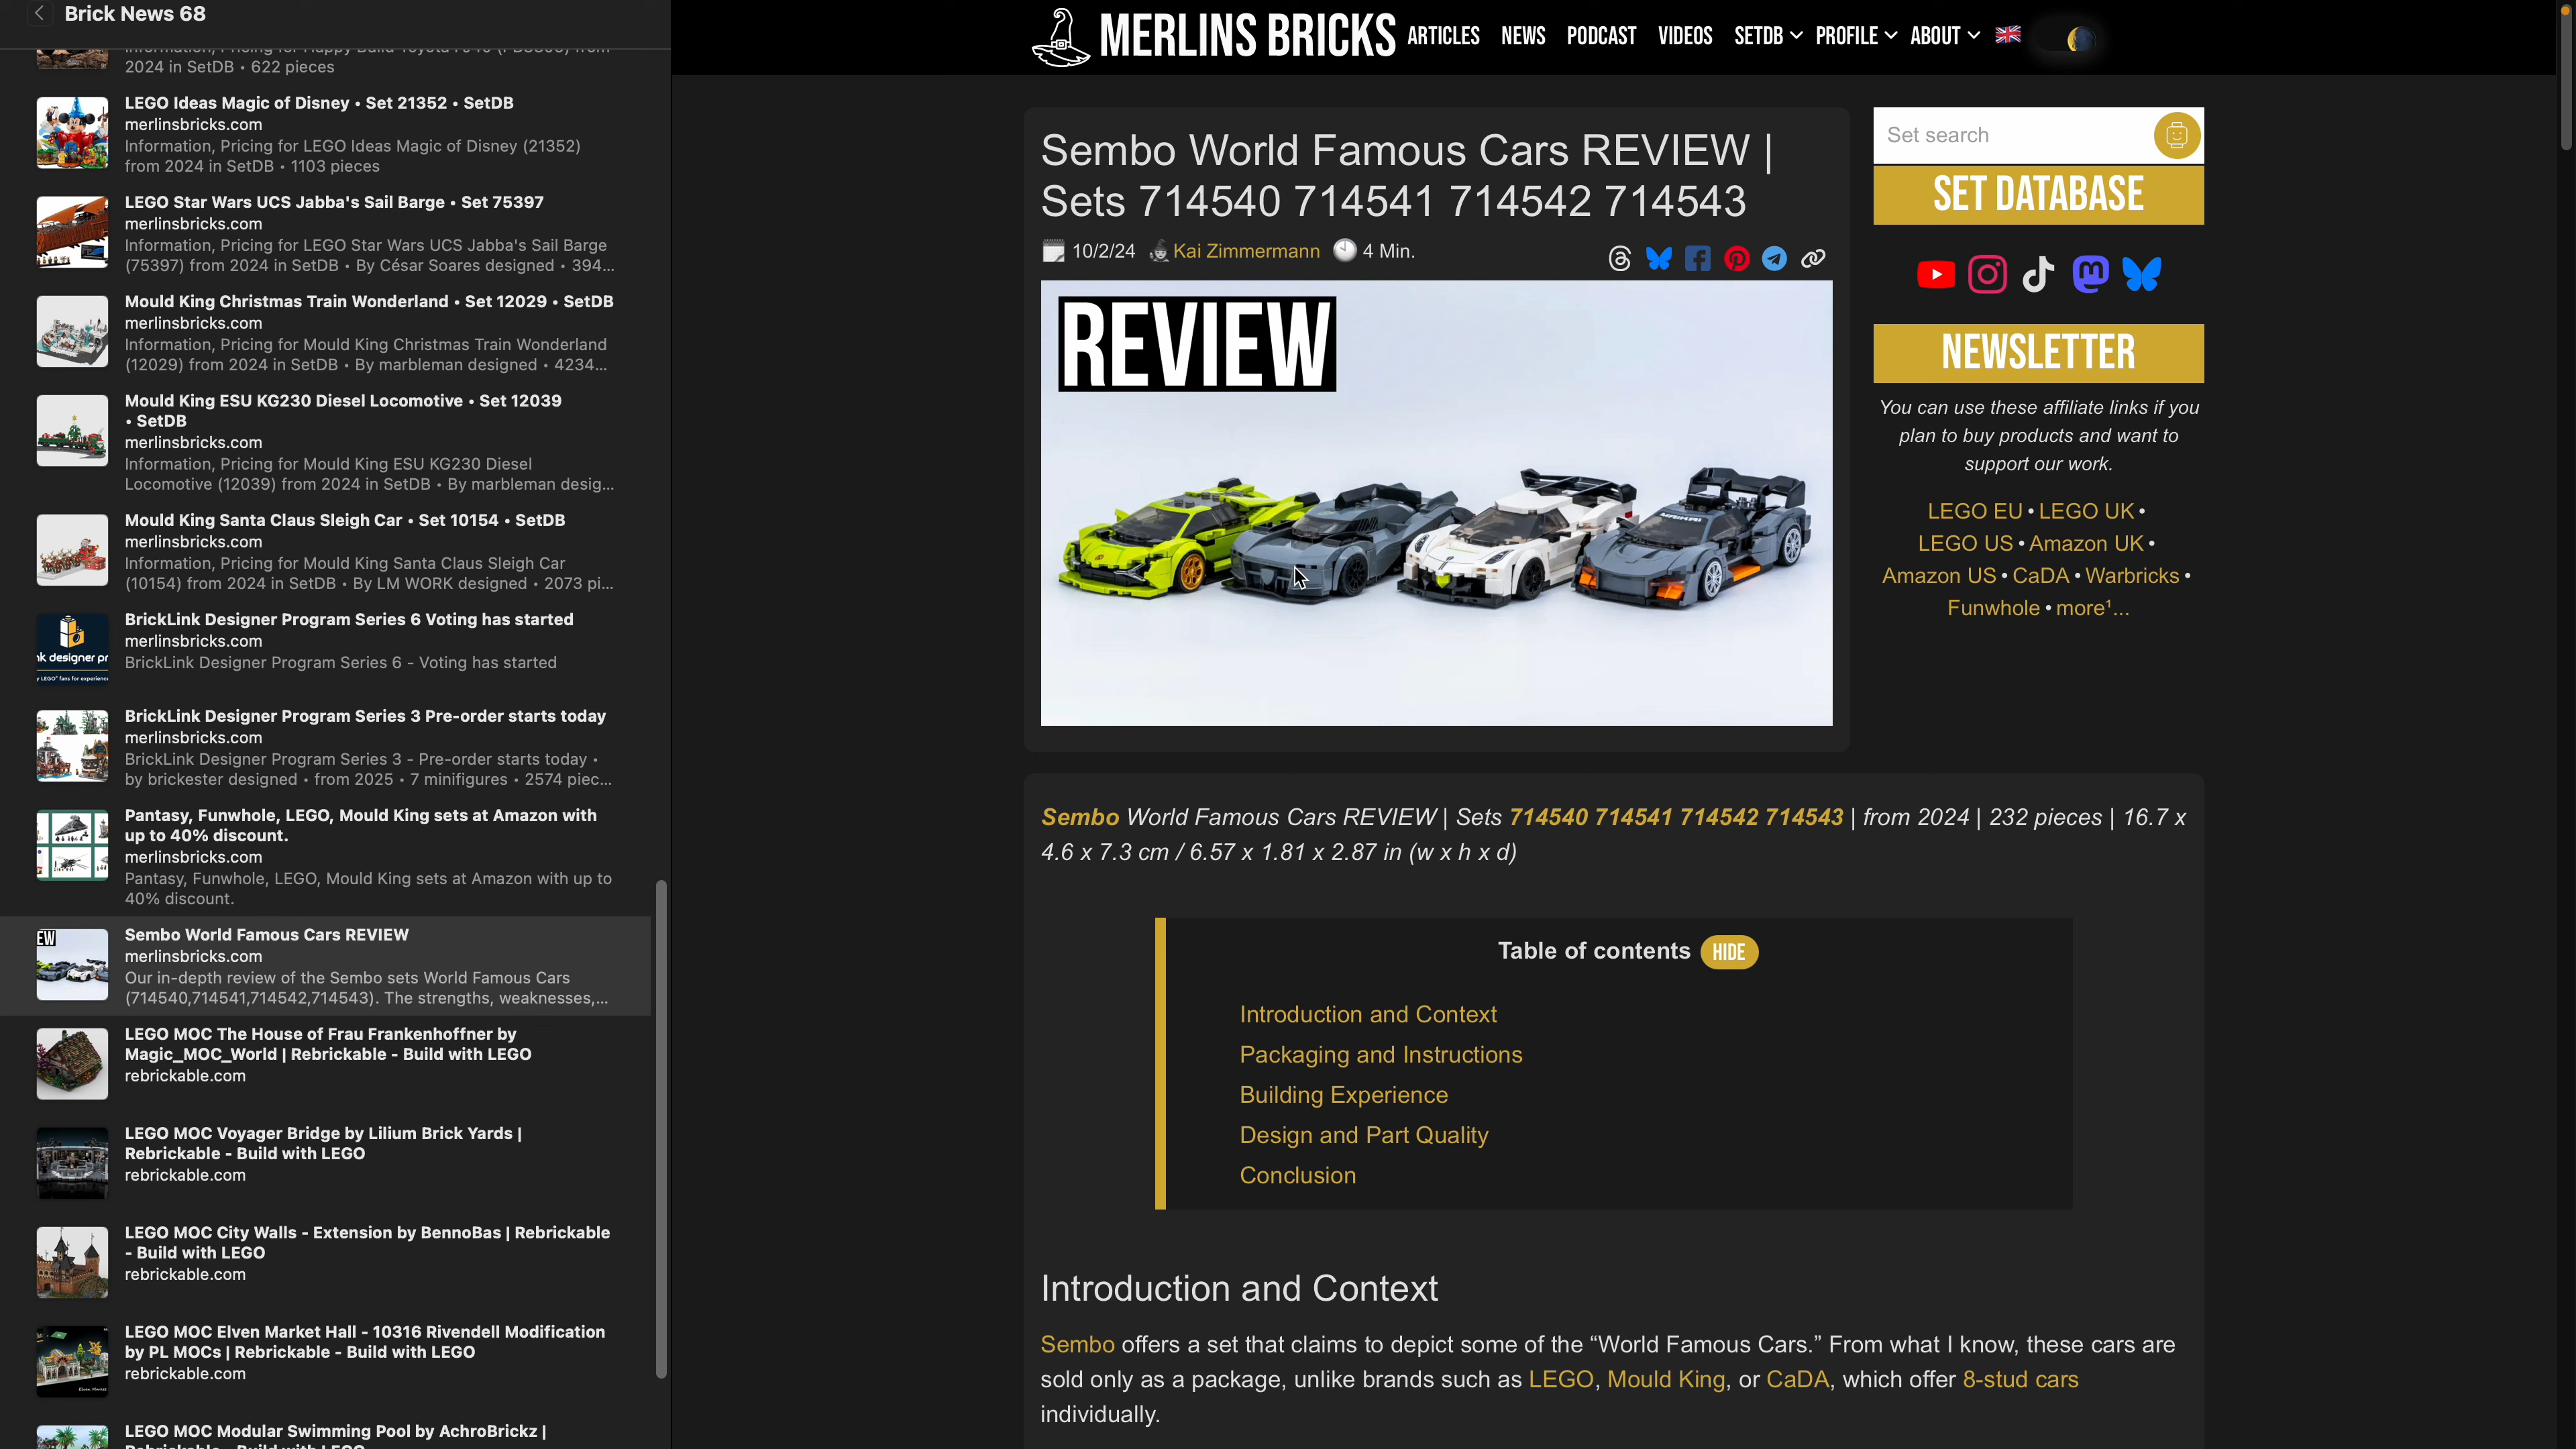 Brick News 68
2024 in SetDB • 622 pieces
LEGO Ideas Magic of Disney • Set 21352 • SetDB
merlinsbricks.com
Information, Pricing for LEGO Ideas Magic of Disney (21352)
from 2024 in SetDB • 1103 pieces
LEGO Star Wars UCS Jabba's Sail Barge • Set 75397
merlinsbricks.com
Information, Pricing for LEGO Star Wars UCS Jabba's Sail Barge
(75397) from 2024 in SetDB • By César Soares designed • 394...
Mould King Christmas Train Wonderland • Set 12029 • SetDB
merlinsbricks.com
Information, Pricing for Mould King Christmas Train Wonderland
(12029) from 2024 in SetDB • By marbleman designed • 4234...
Mould King ESU KG230 Diesel Locomotive • Set 12039
• SetDB
merlinsbricks.com
Information, Pricing for Mould King ESU KG230 Diesel
Locomotive (12039) from 2024 in SetDB • By marbleman desig...
Mould King Santa Claus Sleigh Car • Set 10154 • SetDB
merlinsbricks.com
Information, Pricing for Mould King Santa Claus Sleigh Car
(10154) from 2024 in SetDB • By LM WORK designed • 2073 pi...
BrickLink Designer Program Series 6 Voting has started
merlinsbricks.com
BrickLink Designer Program Series 6 - Voting has started
BrickLink Designer Program Series 3 Pre-order starts today
merlinsbricks.com
BrickLink Designer Program Series 3 - Pre-order starts today •
by brickester designed • from 2025 • 7 minifigures • 2574 piec...
Pantasy, Funwhole, LEGO, Mould King sets at Amazon with
up to 40% discount.
merlinsbricks.com
Pantasy, Funwhole, LEGO, Mould King sets at Amazon with up to
40% discount.
Sembo World Famous Cars REVIEW
merlinsbricks.com
Our in-depth review of the Sembo sets World Famous Cars
(714540,714541,714542,714543). The strengths, weaknesses,...
LEGO MOC The House of Frau Frankenhoffner by
Magic_MOC_World | Rebrickable - Build with LEGO
rebrickable.com
LEGO MOC Voyager Bridge by Lilium Brick Yards |
Rebrickable - Build with LEGO
rebrickable.com
LEGO MOC City Walls - Extension by BennoBas | Rebrickable
- Build with LEGO
rebrickable.com
LEGO MOC Elven Market Hall - 10316 Rivendell Modification
by PL MOCs | Rebrickable - Build with LEGO
rebrickable.com
LEGO MOC Modular Swimming Pool by AchroBrickz |
MERLINS BRICKS ARTICLES NEWS PODCAST VIDEOS SETDB PROFILE ABOUT
Sembo World Famous Cars REVIEW |
Sets 714540 714541 714542 714543
10/2/24 Kai Zimmermann 4 Min.
REVIEW
Set search
SET DATABASE
NEWSLETTER
You can use these affiliate links if you
plan to buy products and want to
support our work.
LEGO EU • LEGO UK •
LEGO US • Amazon UK •
Amazon US • CaDA • Warbricks •
Funwhole • more¹...
Sembo World Famous Cars REVIEW | Sets 714540 714541 714542 714543 | from 2024 | 232 pieces | 16.7 x
4.6 x 7.3 cm / 6.57 x 1.81 x 2.87 in (w x h x d)
Table of contents HIDE
Introduction and Context
Packaging and Instructions
Building Experience
Design and Part Quality
Conclusion
Introduction and Context
Sembo offers a set that claims to depict some of the “World Famous Cars.” From what I know, these cars are
sold only as a package, unlike brands such as LEGO, Mould King, or CaDA, which offer 8-stud cars
individually.